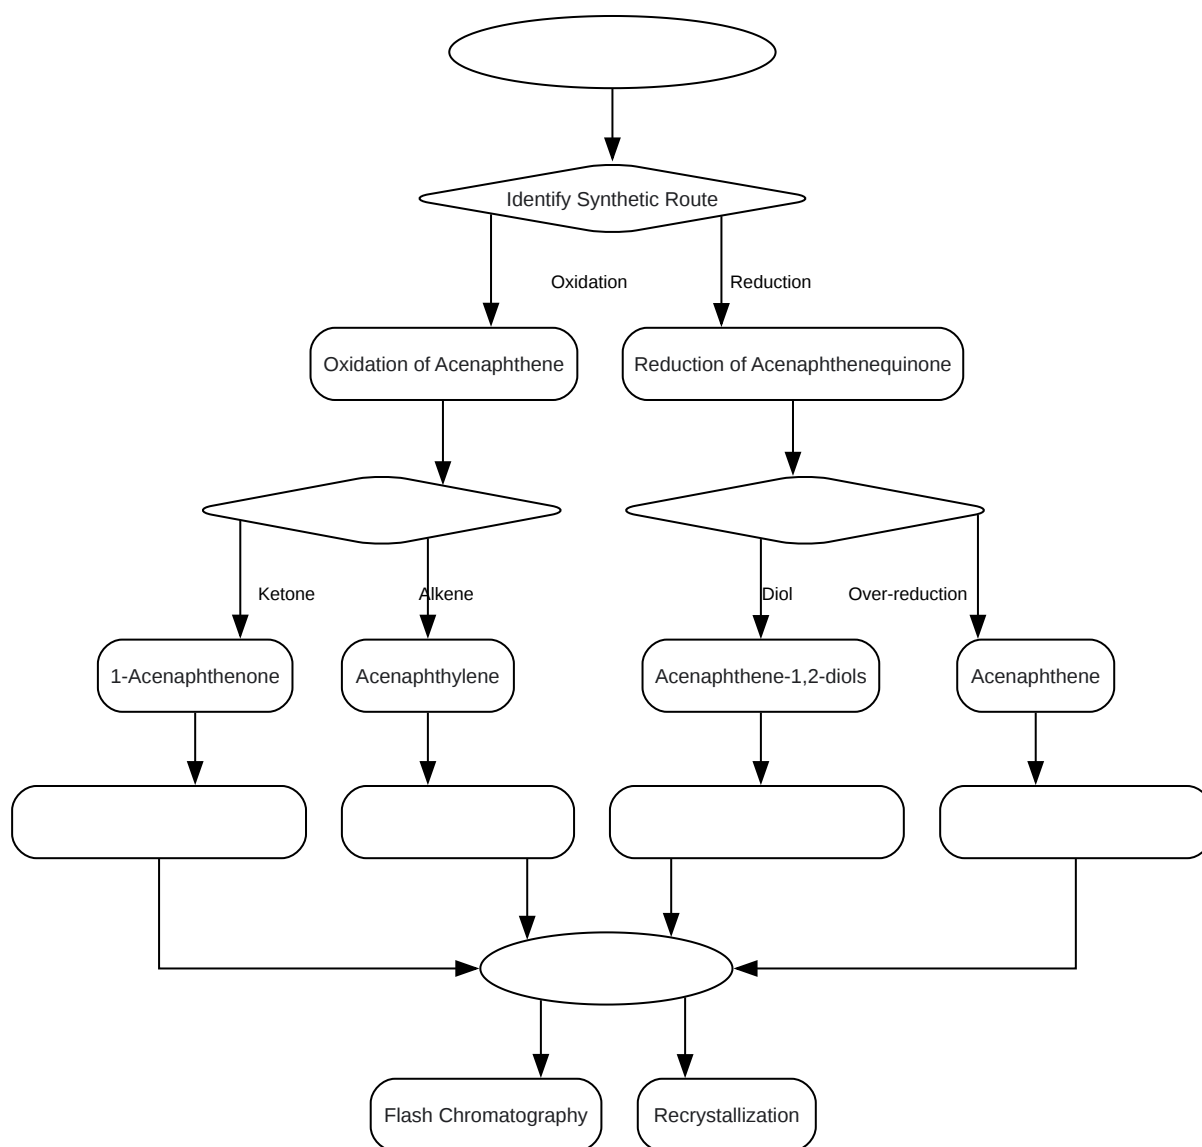 Identify Synthetic Route
Oxidation
Reduction
Oxidation of Acenaphthene
Reduction of Acenaphthenequinone
Ketone
Alkene
Diol
Over-reduction
1-Acenaphthenone
Acenaphthylene
Acenaphthene-1,2-diols
Acenaphthene
Flash Chromatography
Recrystallization